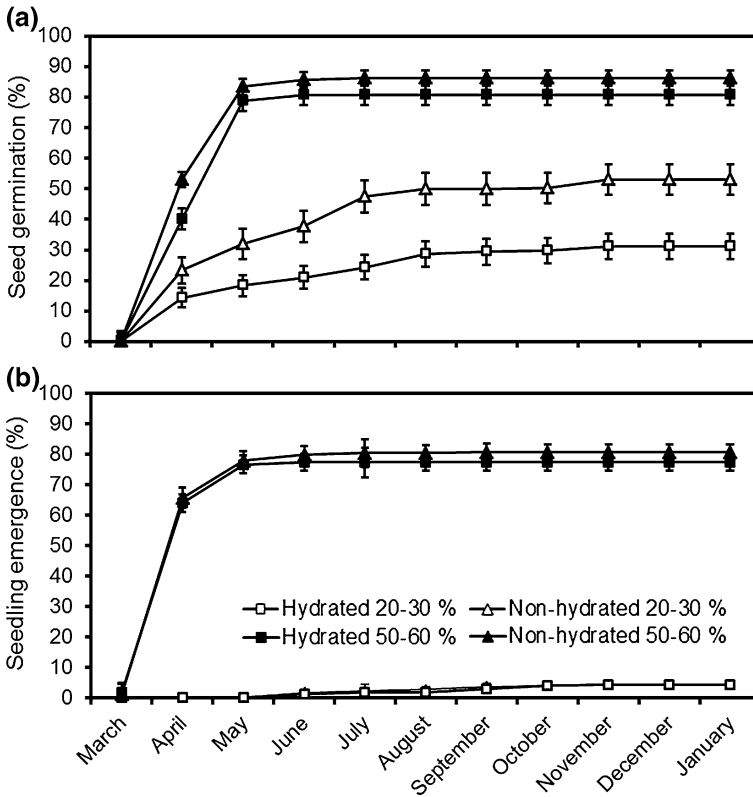 (a)
Seed germination (%)
100
90
80
70
60
50
40
30
20
10
0
(b)
Seedling emergence (%)
100
90
80
70
60
50
40
30
20
10
0
Hydrated 20-30 % Non-hydrated 20-30 %
Hydrated 50-60 % Non-hydrated 50-60 %
March
April
May
June
July
August
September
October
November
December
January